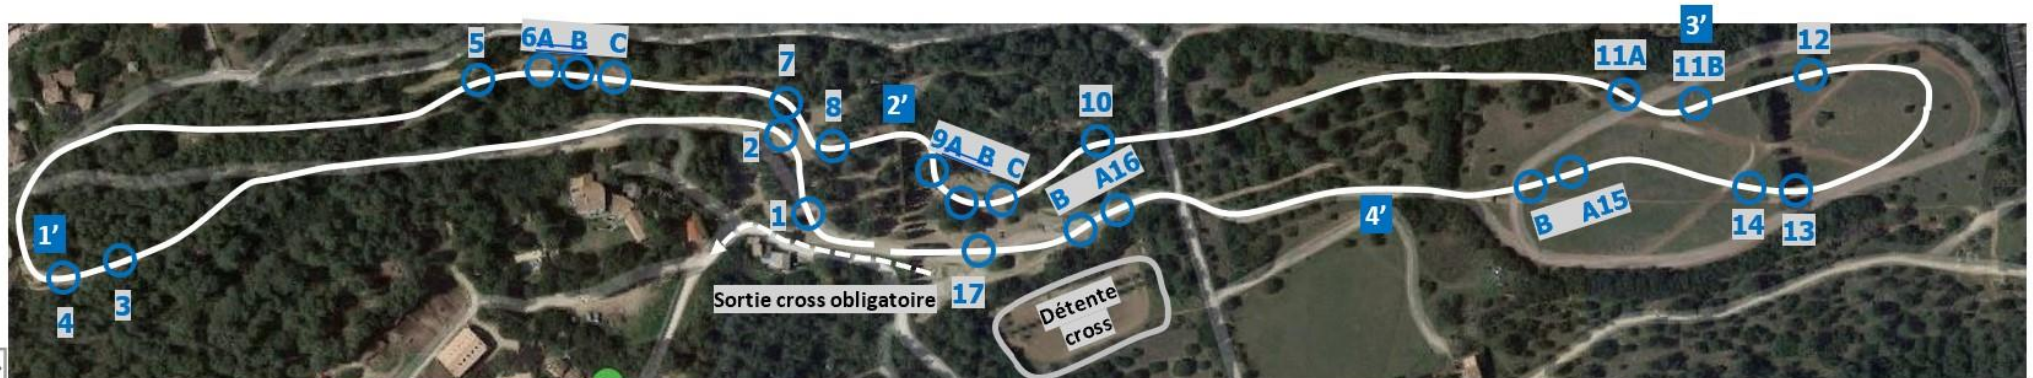 3’
5
6A B C
12
7
11A
11B
8
2’
10
2
9A B C
B A16
1
B A15
14
13
4’
1’
4
3
17
Sortie cross obligatoire
Détente
cross